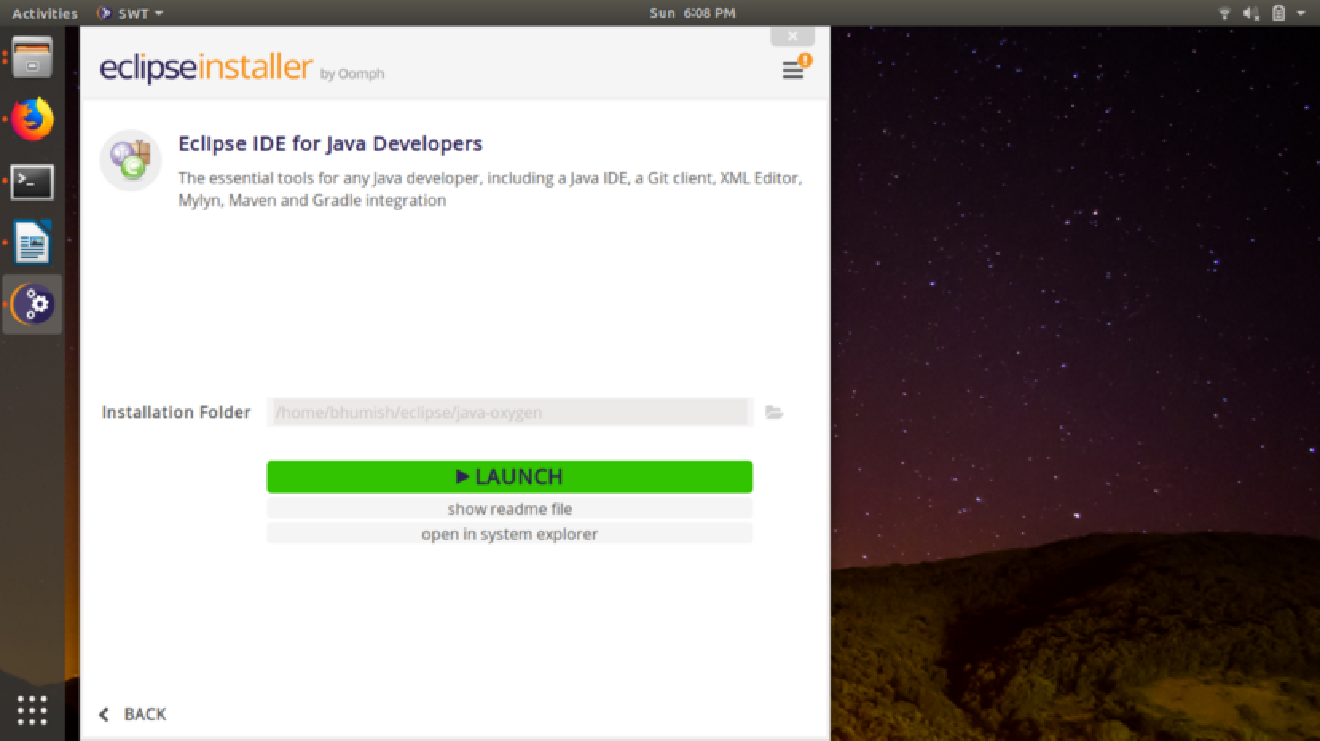 Activities SWT Sun 6:08 PM
eclipseinstaller by Oomph
Eclipse IDE for Java Developers
The essential tools for any Java developer, including a Java IDE, a Git client, XML Editor,
Mylyn, Maven and Gradle integration
Installation Folder /home/bhumish/eclipse/java-oxygen
LAUNCH
show readme file
open in system explorer
BACK